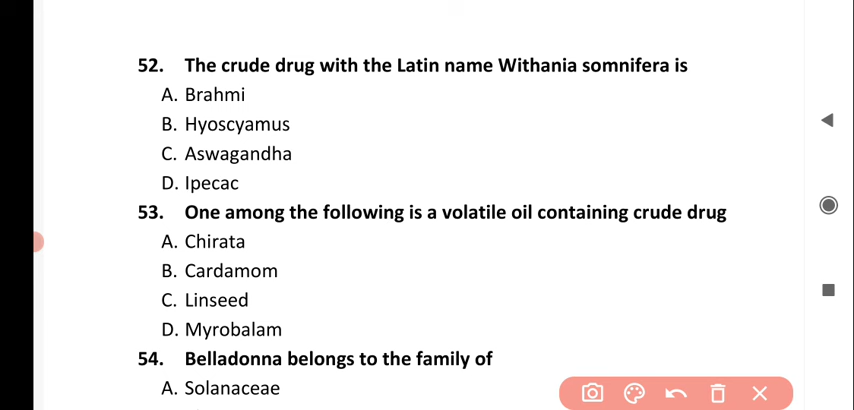 52. The crude drug with the Latin name Withania somnifera is
A. Brahmi
B. Hyoscyamus
C. Aswagandha
D. Ipecac
53. One among the following is a volatile oil containing crude drug
A. Chirata
B. Cardamom
C. Linseed
D. Myrobalam
54. Belladonna belongs to the family of
A. Solanaceae